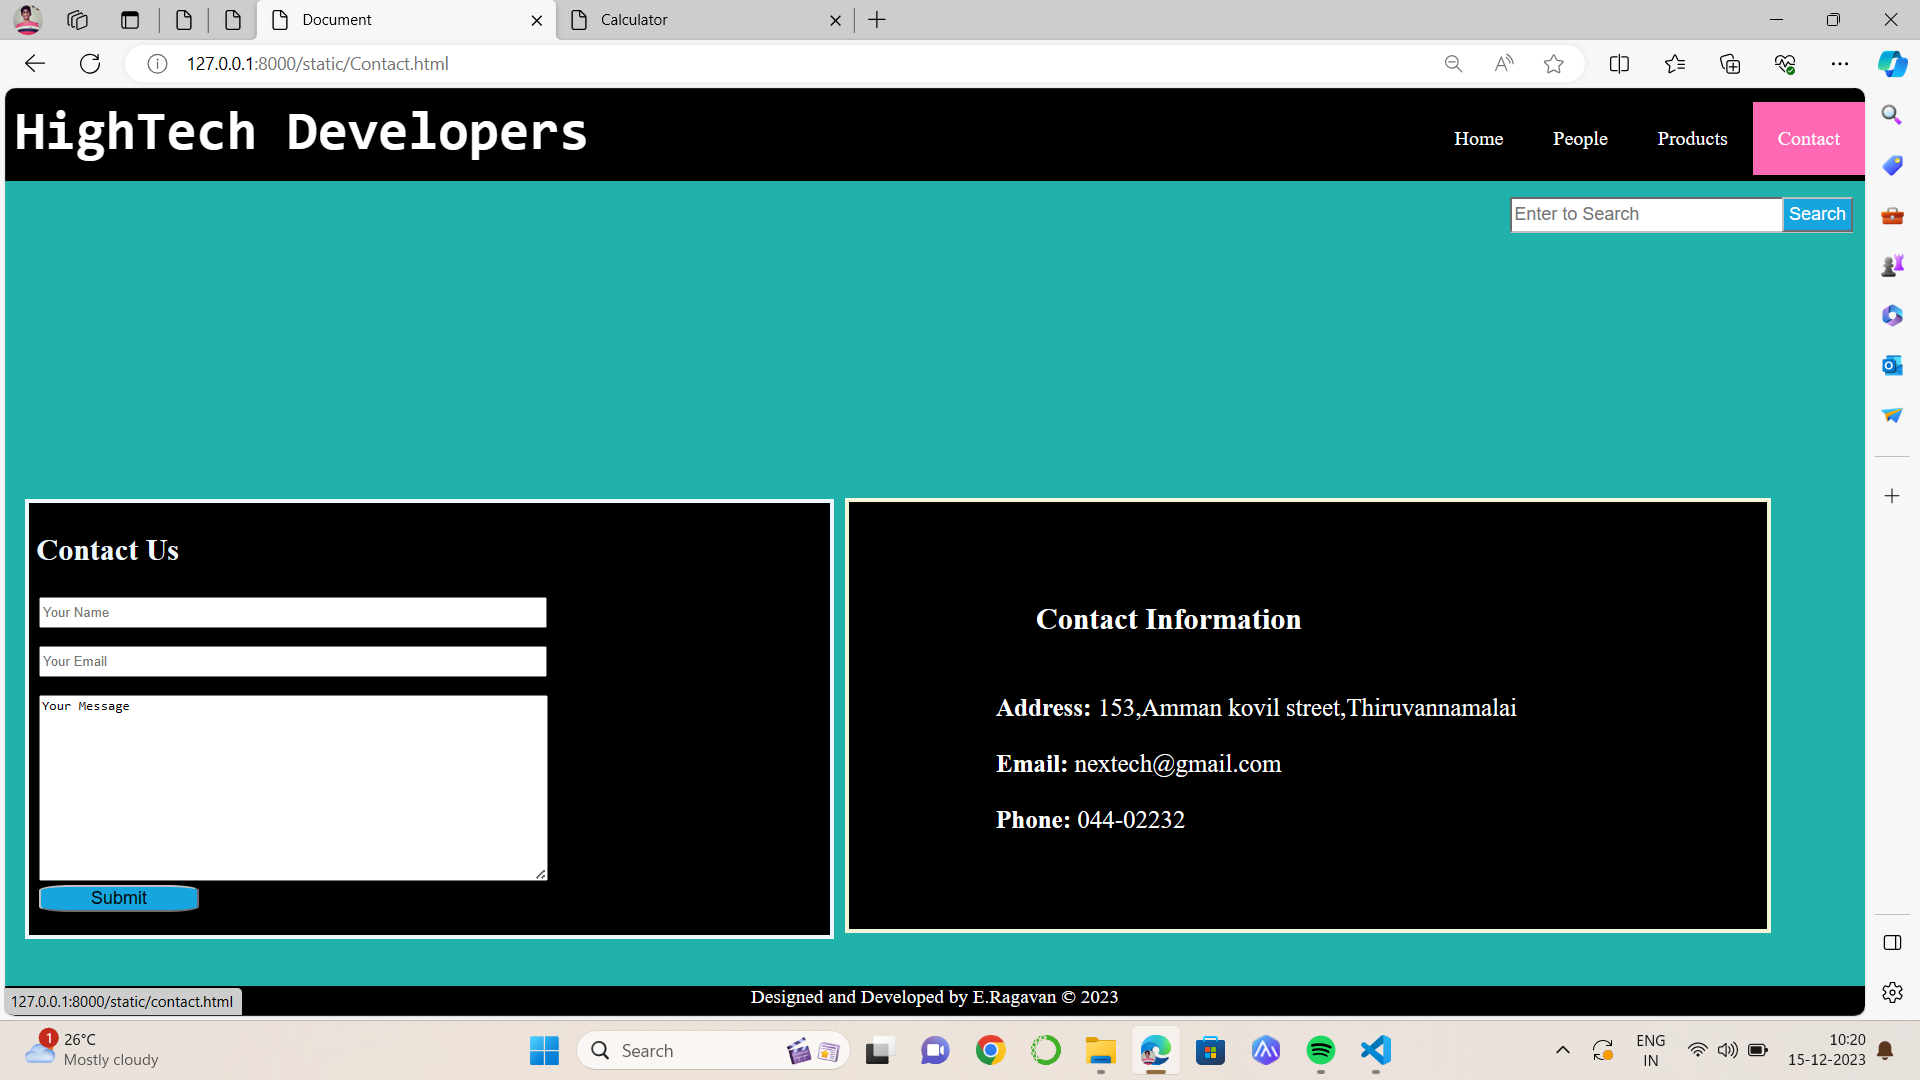 Document
Calculator
127.0.0.1:8000/static/Contact.html
HighTech Developers
Home
People
Products
Contact
Enter to Search
Search
Contact Us
Your Name
Your Email
Your Message
Submit
Contact Information
Address: 153,Amman kovil street,Thiruvannamalai
Email: nextech@gmail.com
Phone: 044-02232
127.0.0.1:8000/static/contact.html
Designed and Developed by E.Ragavan © 2023
1
26°C
Mostly cloudy
Search
ENG
IN
10:20
15-12-2023